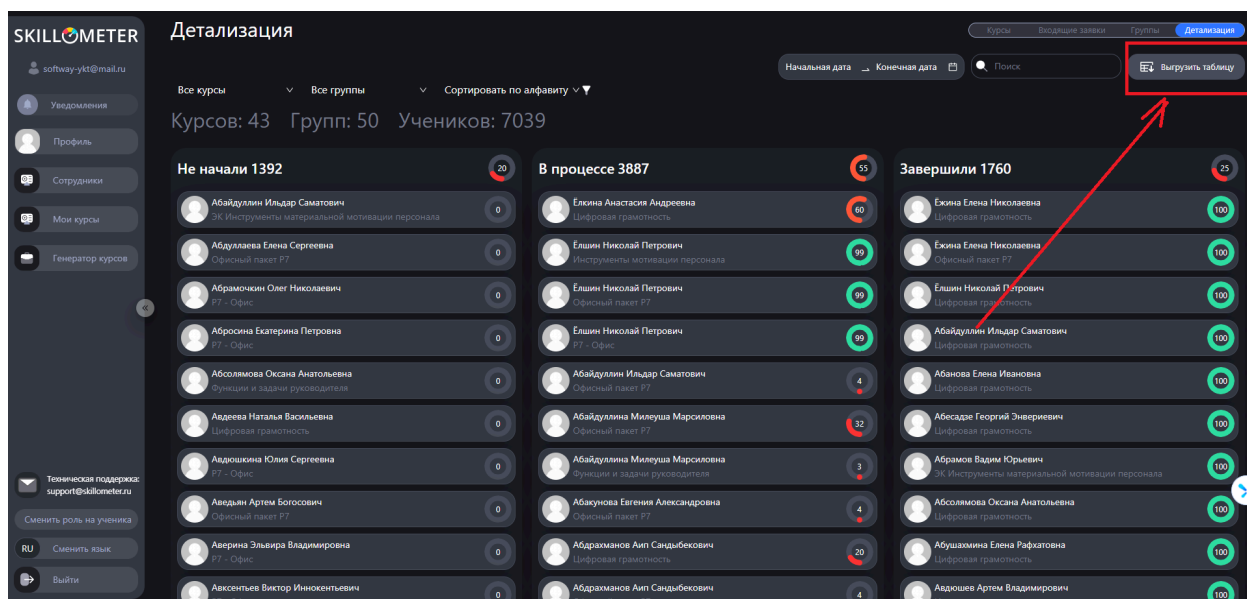 SKILLOMETER
softway-ykt@mail.ru
Уведомления
Профиль
Сотрудники
Мои курсы
Генератор курсов
Техническая поддержка:
support@skillometer.ru
Сменить роль на ученика
RU Сменить язык
Выйти
Детализация
Курсы Входящие заявки Группы Детализация
Начальная дата Конечная дата Поиск Выгрузить таблицу
Все курсы Все группы Сортировать по алфавиту
Курсов: 43 Групп: 50 Учеников: 7039
Не начали 1392 20
Абайдуллин Ильдар Саматович
ЭК Инструменты материальной мотивации персонала 0
Абдуллаева Елена Сергеевна
Офисный пакет Р7 0
Абрамочкин Олег Николаевич
Р7 - Офис 0
Абросина Екатерина Петровна
Р7 - Офис 0
Абсолямова Оксана Анатольевна
Функции и задачи руководителя 0
Авдеева Наталья Васильевна
Цифровая грамотность 0
Авдюшкина Юлия Сергеевна
Р7 - Офис 0
Аведьян Артем Богосович
Офисный пакет Р7 0
Аверина Эльвира Владимировна
Р7 - Офис 0
Авксентьев Виктор Иннокентьевич
0
В процессе 3887 55
Ёлкина Анастасия Андреевна
Цифровая грамотность 60
Ёлшин Николай Петрович
Инструменты мотивации персонала 99
Ёлшин Николай Петрович
Офисный пакет Р7 99
Ёлшин Николай Петрович
Р7 - Офис 99
Абайдуллин Ильдар Саматович
Офисный пакет Р7 4
Абайдуллина Милеуша Марсиловна
Офисный пакет Р7 32
Абайдуллина Милеуша Марсиловна
Функции и задачи руководителя 3
Абакунова Евгения Александровна
Офисный пакет Р7 4
Абдрахманов Аип Сандыбекович
Цифровая грамотность 20
Абдрахманов Аип Сандыбекович
4
Завершили 1760 25
Ёжина Елена Николаевна
Цифровая грамотность 100
Ёжина Елена Николаевна
Офисный пакет Р7 100
Ёлшин Николай Петрович
Цифровая грамотность 100
Абайдуллин Ильдар Саматович
Цифровая грамотность 100
Абанова Елена Ивановна
Цифровая грамотность 100
Абесадзе Георгий Энвериевич
Цифровая грамотность 100
Абрамов Вадим Юрьевич
ЭК Инструменты материальной мотивации персонала 100
Абсолямова Оксана Анатольевна
Цифровая грамотность 100
Абушахмина Елена Рафхатовна
Цифровая грамотность 100
Авдюшев Артем Владимирович
100